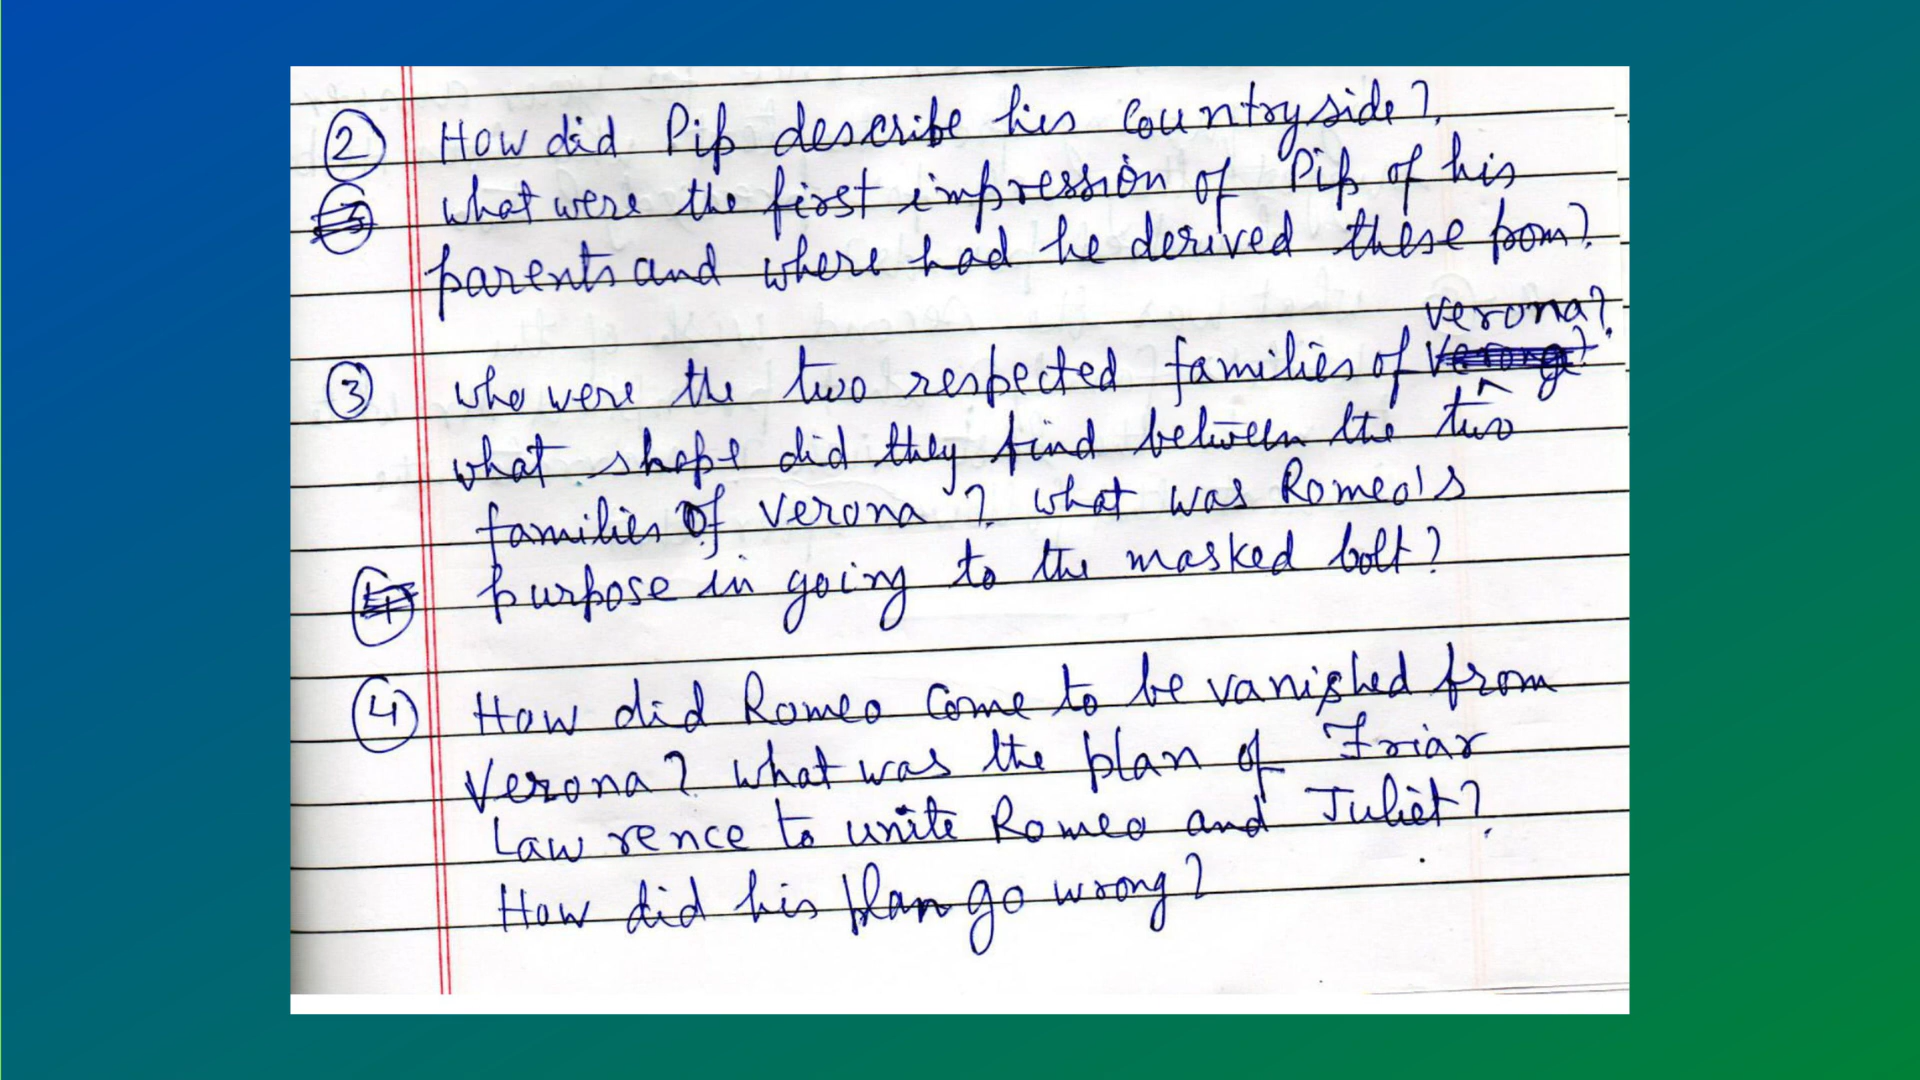 ② How did Pip describe his Countryside?
what were the first impression of Pip of his
parents and where had he derived these from?
verona?
③ who were the two respected families of
what shape did they find between the two
families of verona? what was Romeo's
purpose in going to the masked bolt?
④ How did Romeo Come to be vanished from
Verona? what was the plan of Friar
Lawrence to unite Romeo and Juliet?
How did his plan go wrong?